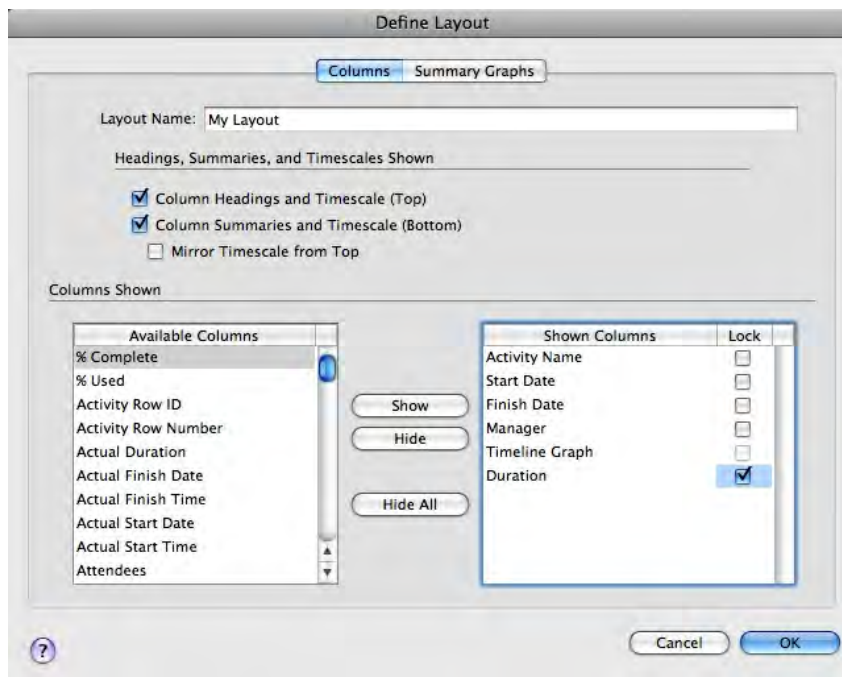 Define Layout
Columns Summary Graphs
Layout Name: My Layout
Headings, Summaries, and Timescales Shown
Column Headings and Timescale (Top)
Column Summaries and Timescale (Bottom)
Mirror Timescale from Top
Columns Shown
Available Columns
% Complete
% Used
Activity Row ID
Activity Row Number
Actual Duration
Actual Finish Date
Actual Finish Time
Actual Start Date
Actual Start Time
Attendees
Show
Hide
Hide All
Shown Columns Lock
Activity Name
Start Date
Finish Date
Manager
Timeline Graph
Duration
?
Cancel OK